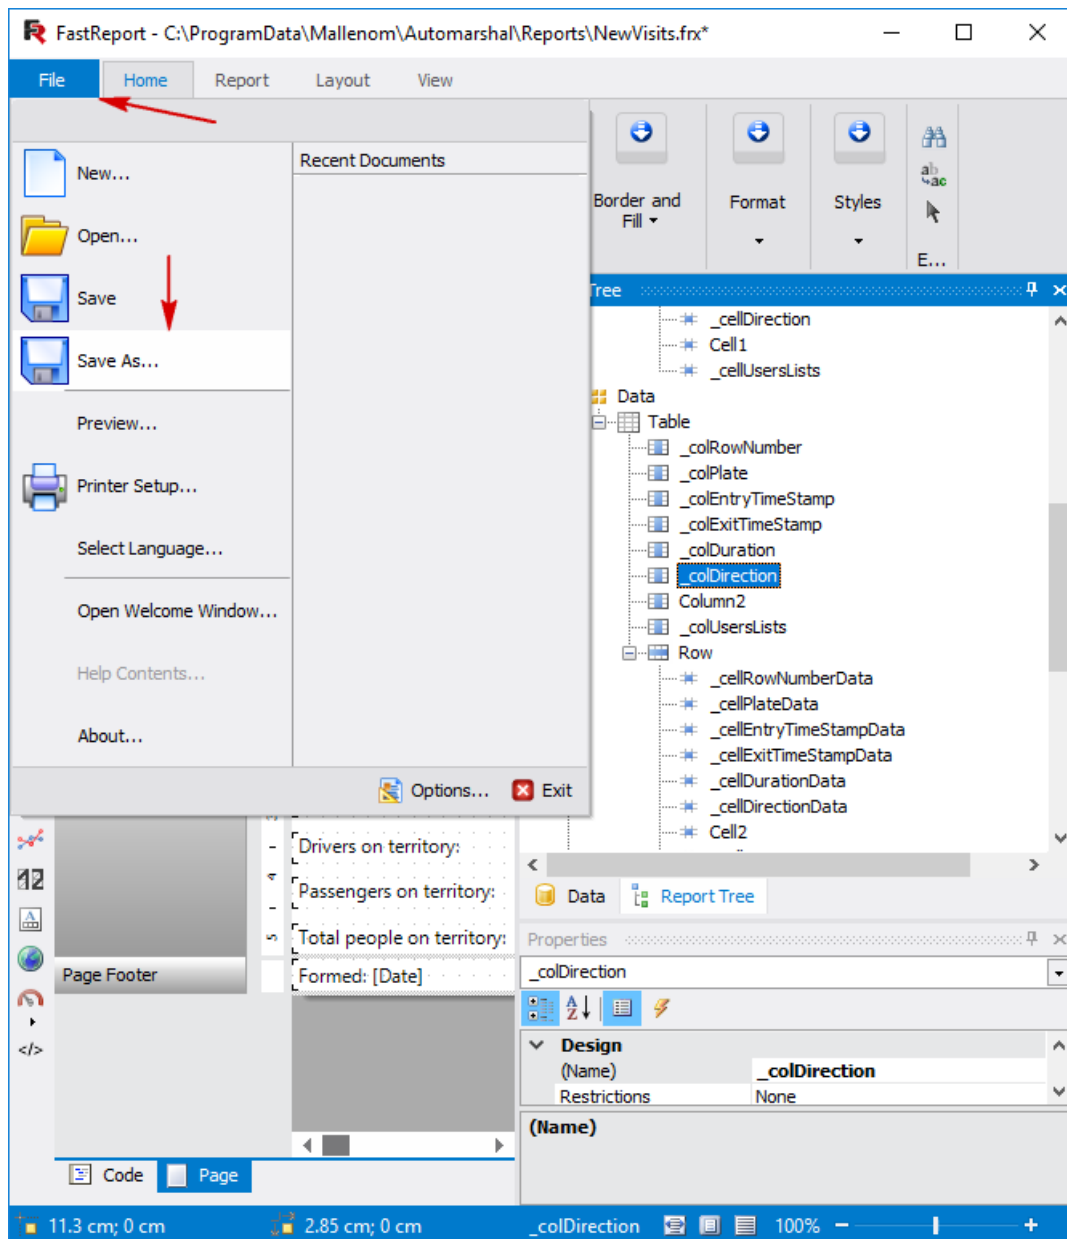 FastReport - C:\ProgramData\Mallenom\Automarshal\Reports\NewVisits.frx*
File Home Report Layout View
New...
Open...
Save
Save As...
Preview...
Printer Setup...
Select Language...
Open Welcome Window...
Help Contents...
About...
Recent Documents
Options... Exit
Border and
Fill
Format
Styles
ab
ac
E...
Tree
_cellDirection
Cell1
_cellUsersLists
Data
Table
_colRowNumber
_colPlate
_colEntryTimeStamp
_colExitTimeStamp
_colDuration
_colDirection
Column2
_colUsersLists
Row
_cellRowNumberData
_cellPlateData
_cellEntryTimeStampData
_cellExitTimeStampData
_cellDurationData
_cellDirectionData
Cell2
Data Report Tree
Properties
_colDirection
A
Z
Design
(Name) _colDirection
Restrictions None
(Name)
12
A
</>
4
5
Drivers on territory:
Passengers on territory:
Total people on territory:
Page Footer
Formed: [Date]
Code Page
11.3 cm; 0 cm 2.85 cm; 0 cm _colDirection 100%